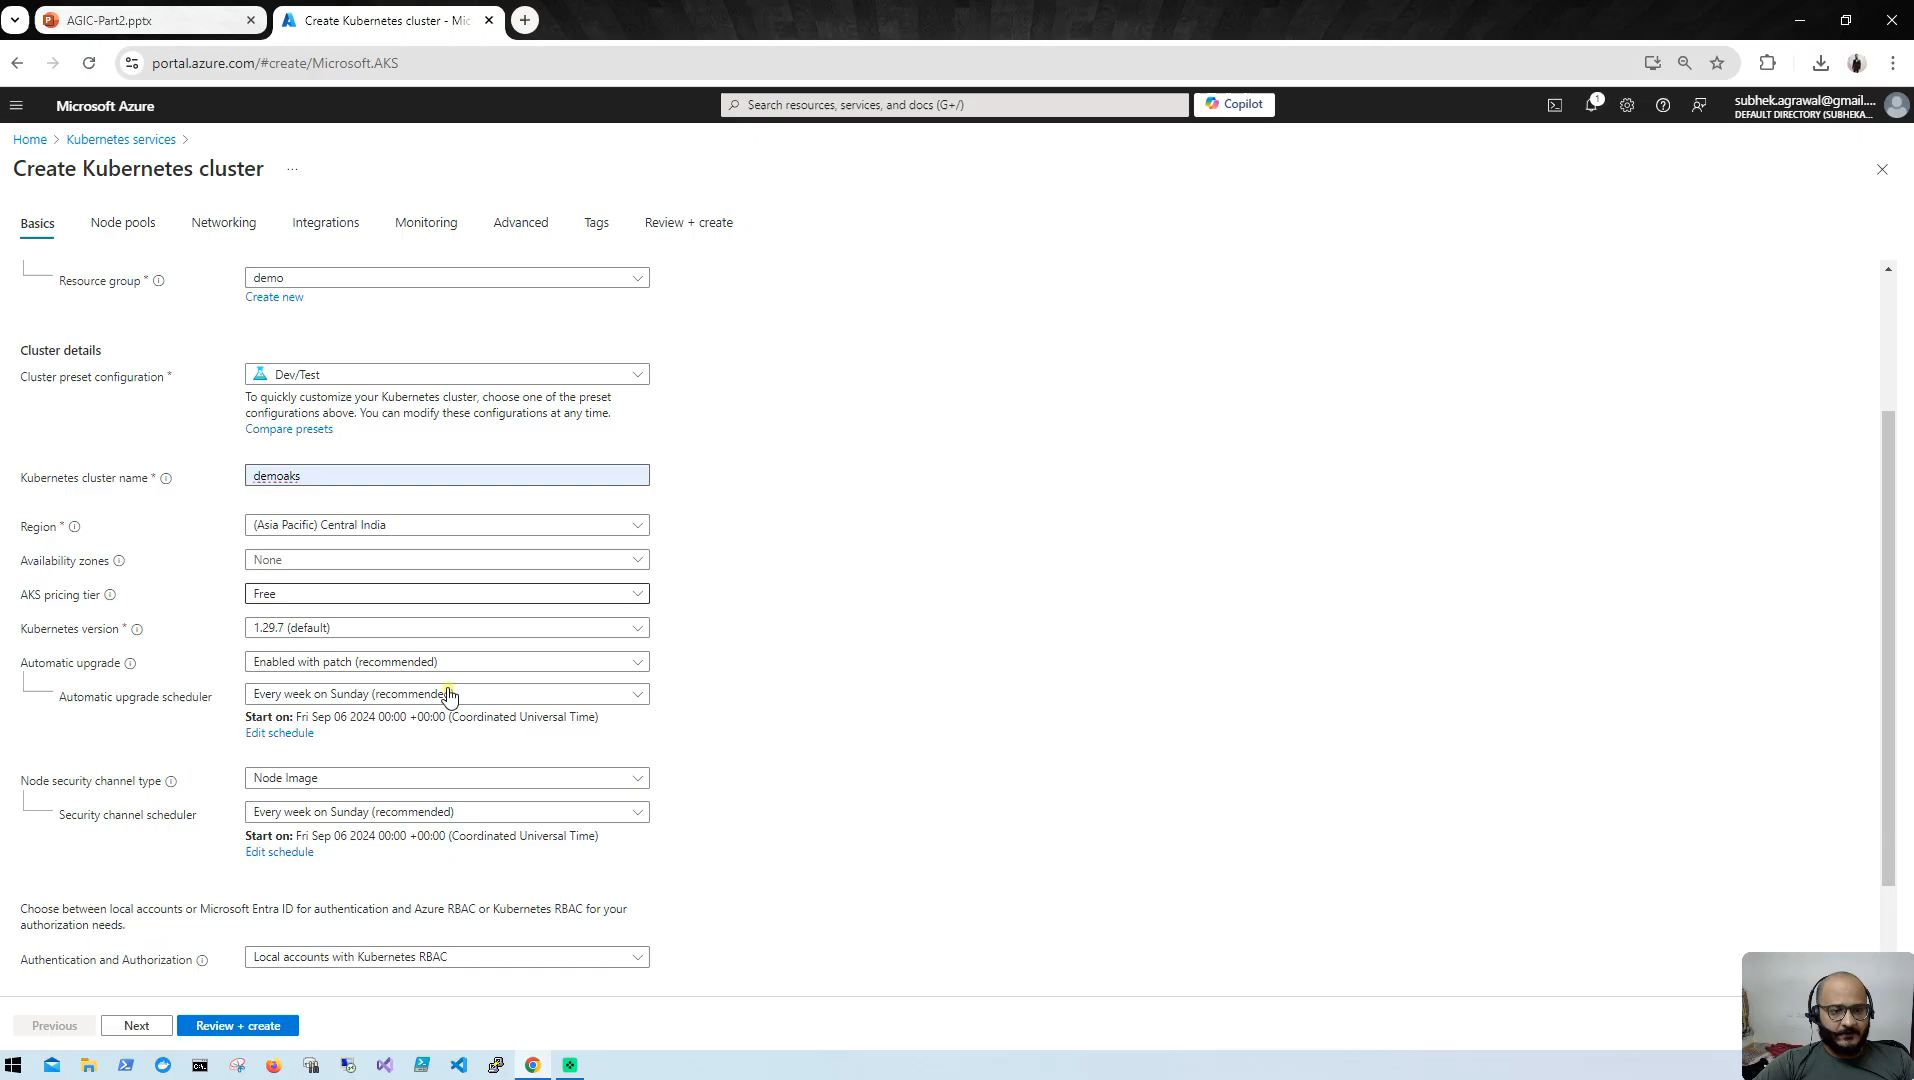 AGIC-Part2.pptx
Create Kubernetes cluster - Mic
portal.azure.com/#create/Microsoft.AKS
Microsoft Azure
Search resources, services, and docs (G+/)
Copilot
1
subhek.agrawal@gmail....
DEFAULT DIRECTORY (SUBHEKA...
Home > Kubernetes services >
Create Kubernetes cluster ...
Basics Node pools Networking Integrations Monitoring Advanced Tags Review + create
Resource group * demo
Create new
Cluster details
Cluster preset configuration * Dev/Test
To quickly customize your Kubernetes cluster, choose one of the preset
configurations above. You can modify these configurations at any time.
Compare presets
Kubernetes cluster name * demoaks
Region * (Asia Pacific) Central India
Availability zones None
AKS pricing tier Free
Kubernetes version * 1.29.7 (default)
Automatic upgrade Enabled with patch (recommended)
Automatic upgrade scheduler Every week on Sunday (recommended)
Start on: Fri Sep 06 2024 00:00 +00:00 (Coordinated Universal Time)
Edit schedule
Node security channel type Node Image
Security channel scheduler Every week on Sunday (recommended)
Start on: Fri Sep 06 2024 00:00 +00:00 (Coordinated Universal Time)
Edit schedule
Choose between local accounts or Microsoft Entra ID for authentication and Azure RBAC or Kubernetes RBAC for your
authorization needs.
Authentication and Authorization Local accounts with Kubernetes RBAC
Previous Next Review + create